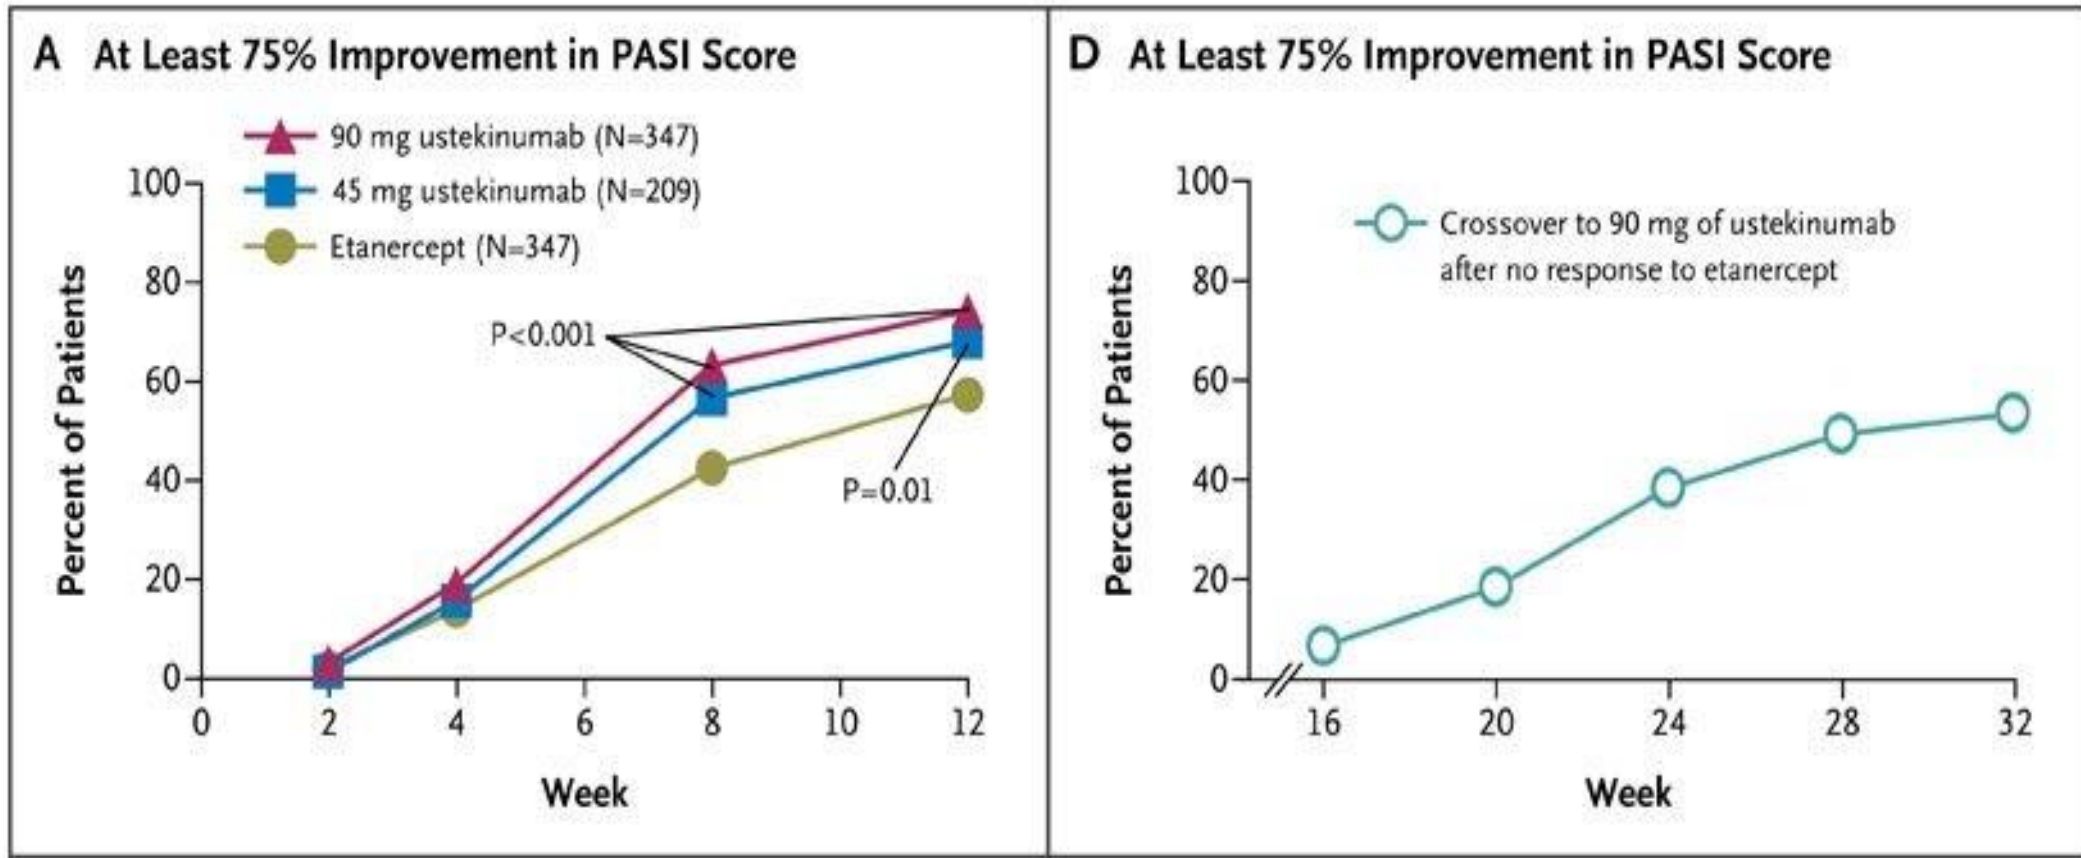 A At Least 75% Improvement in PASI Score
90 mg ustekinumab (N=347)
45 mg ustekinumab (N=209)
Etanercept (N=347)
100
80
60
40
20
0
Percent of Patients
P<0.001
P=0.01
0 2 4 6 8 10 12
Week
D At Least 75% Improvement in PASI Score
Crossover to 90 mg of ustekinumab
after no response to etanercept
100
80
60
40
20
0
Percent of Patients
16 20 24 28 32
Week